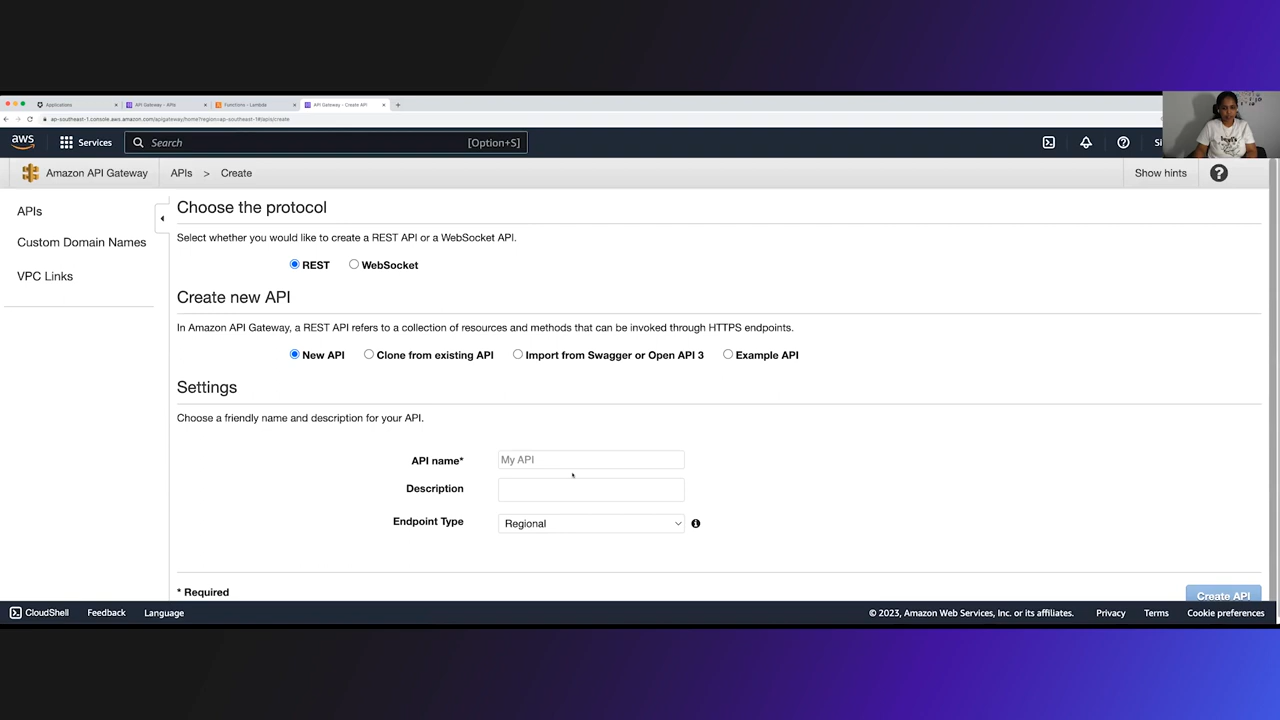 Applications
API Gateway - APIs
Functions - Lambda
API Gateway - Create API
ap-southeast-1.console.aws.amazon.com/apigateway/home?region=ap-southeast-1#/apis/create
aws
Services
Search
[Option+S]
Si
Amazon API Gateway
APIs > Create
Show hints
?
APIs
Custom Domain Names
VPC Links
Choose the protocol
Select whether you would like to create a REST API or a WebSocket API.
REST WebSocket
Create new API
In Amazon API Gateway, a REST API refers to a collection of resources and methods that can be invoked through HTTPS endpoints.
New API Clone from existing API Import from Swagger or Open API 3 Example API
Settings
Choose a friendly name and description for your API.
API name* My API
Description
Endpoint Type Regional
* Required
Create API
CloudShell Feedback Language
© 2023, Amazon Web Services, Inc. or its affiliates. Privacy Terms Cookie preferences